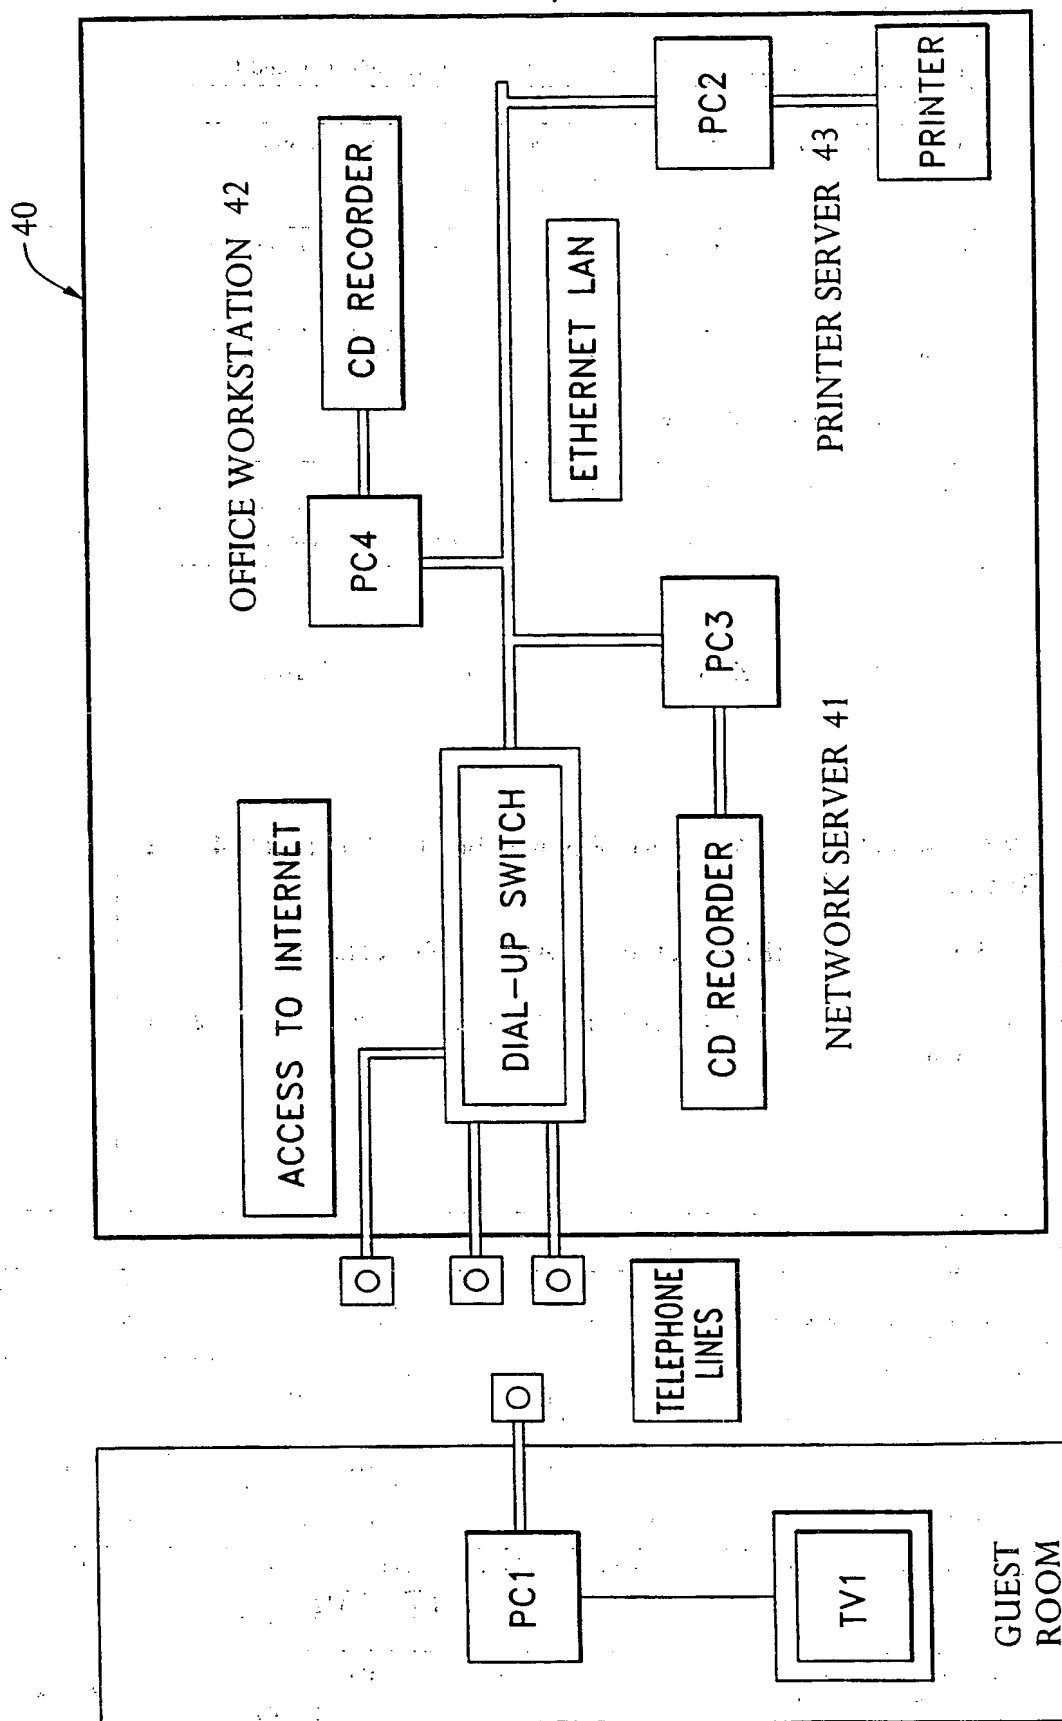 40
OFFICE WORKSTATION 42
CD RECORDER
PC4
ACCESS TO INTERNET
DIAL-UP SWITCH
ETHERNET LAN
PC2
PRINTER
PRINTER SERVER 43
PC3
CD RECORDER
NETWORK SERVER 41
TELEPHONE
LINES
PC1
TV1
GUEST
ROOM